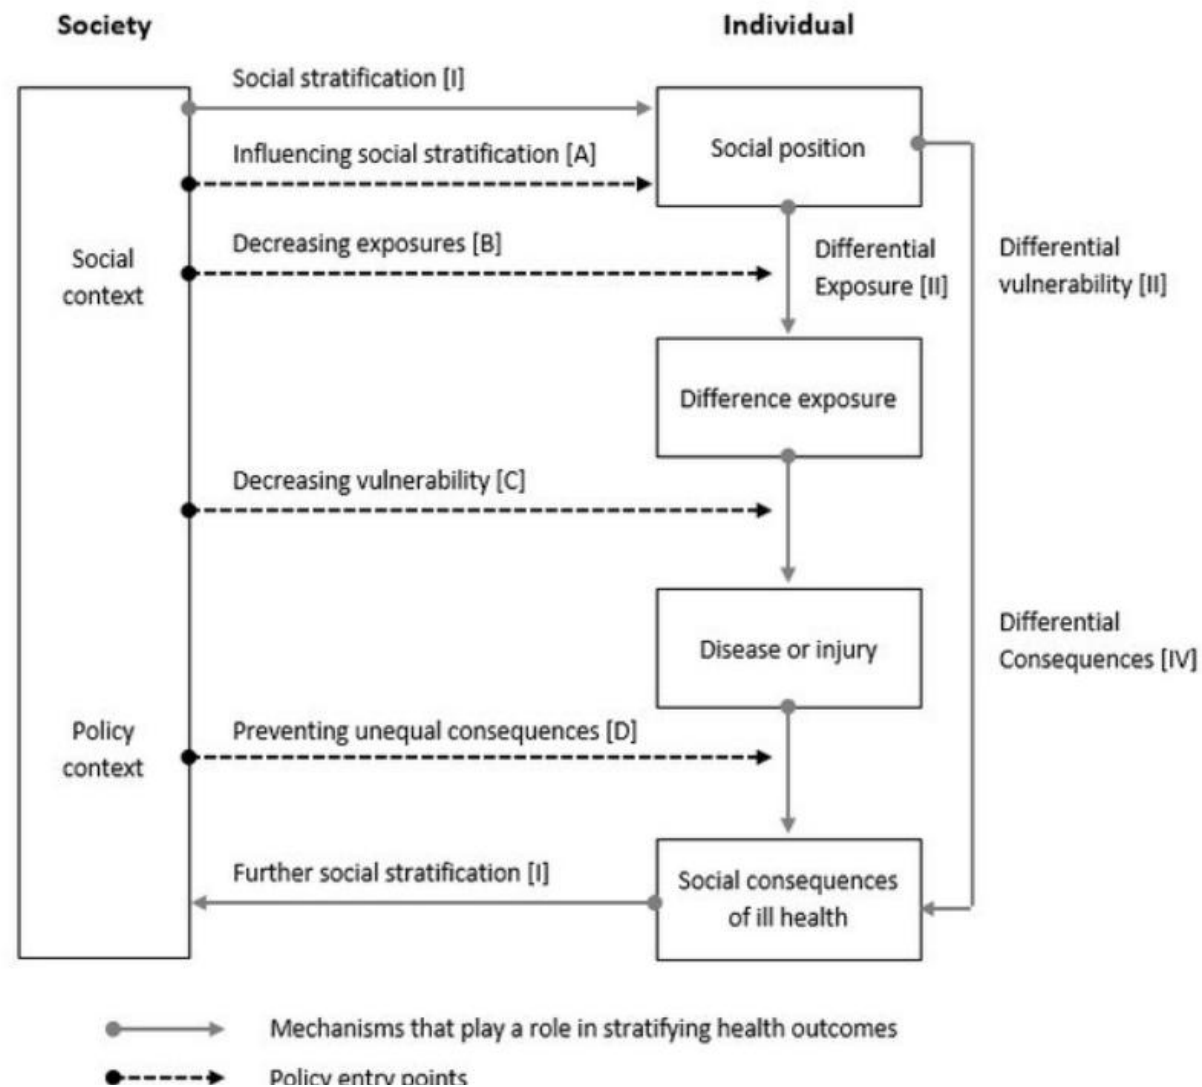 Society
Individual
Social stratification [I]
Influencing social stratification [A]
Social position
Decreasing exposures [B]
Social
context
Differential
Exposure [II]
Differential
vulnerability [II]
Difference exposure
Decreasing vulnerability [C]
Disease or injury
Differential
Consequences [IV]
Policy
context
Preventing unequal consequences [D]
Further social stratification [I]
Social consequences
of ill health
Mechanisms that play a role in stratifying health outcomes
Policy entry points